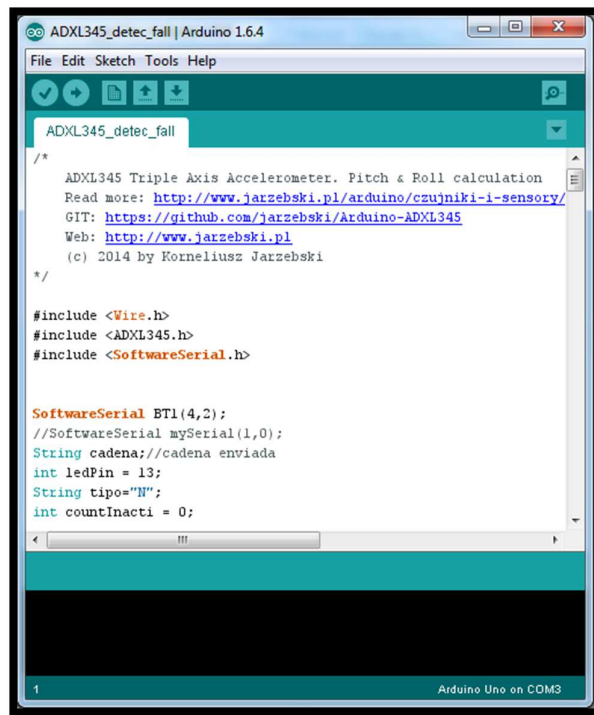 ADXL345_detec_fall | Arduino 1.6.4
File Edit Sketch Tools Help
ADXL345_detec_fall
/*
ADXL345 Triple Axis Accelerometer. Pitch & Roll calculation
Read more: http://www.jarzebski.pl/arduino/czujniki-i-sensory/
GIT: https://github.com/jarzebski/Arduino-ADXL345
Web: http://www.jarzebski.pl
(c) 2014 by Korneliusz Jarzebski
*/
#include <Wire.h>
#include <ADXL345.h>
#include <SoftwareSerial.h>
SoftwareSerial BT1(4,2);
//SoftwareSerial mySerial(1,0);
String cadena;//cadena enviada
int ledPin = 13;
String tipo="N";
int countInacti = 0;
1 Arduino Uno on COM3